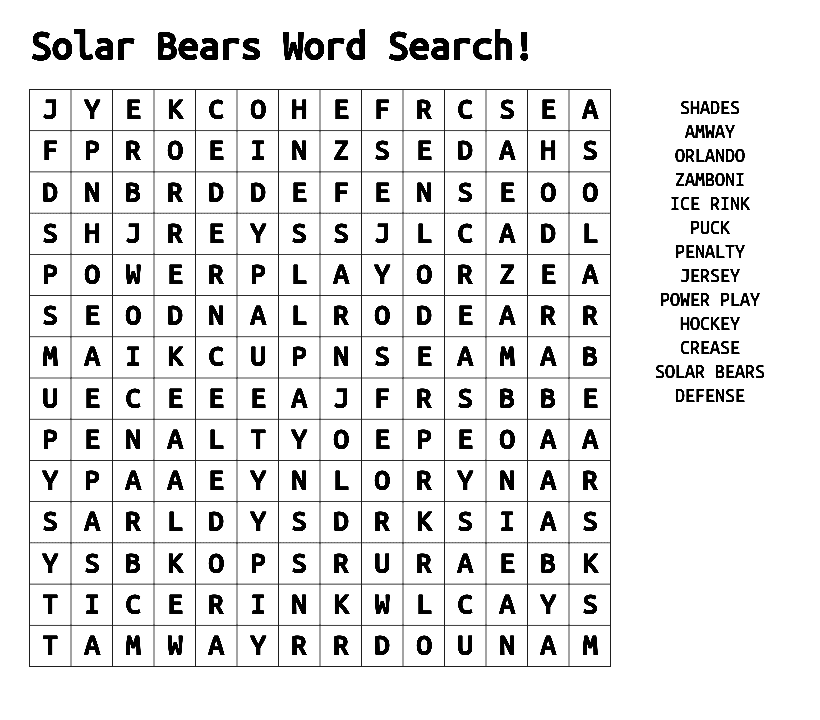 Solar Bears Word Search!
J Y E K C O H E F R C S E A
F P R O E I N Z S E D A H S
D N B R D D E F E N S E O O
S H J R E Y S S J L C A D L
P O W E R P L A Y O R Z E A
S E O D N A L R O D E A R R
M A I K C U P N S E A M A B
U E C E E E A J F R S B B E
P E N A L T Y O E P E O A A
Y P A A E Y N L O R Y N A R
S A R L D Y S D R K S I A S
Y S B K O P S R U R A E B K
T I C E R I N K W L C A Y S
T A M W A Y R R D O U N A M
SHADES
AMWAY
ORLANDO
ZAMBONI
ICE RINK
PUCK
PENALTY
JERSEY
POWER PLAY
HOCKEY
CREASE
SOLAR BEARS
DEFENSE